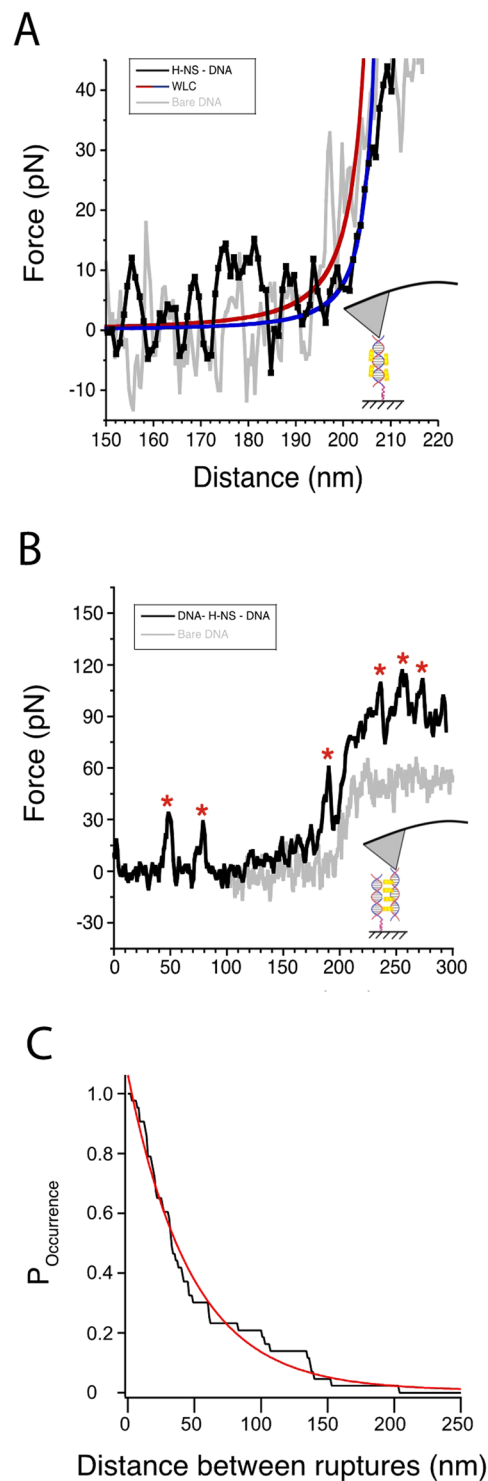 A
H-NS - DNA
WLC
Bare DNA
Force (pN)
40
30
20
10
0
-10
150 160 170 180 190 200 210 220
Distance (nm)
B
DNA- H-NS - DNA
Bare DNA
Force (pN)
150
120
90
60
30
0
-30
* * * * * *
0 50 100 150 200 250 300
C
P Occurrence
1.0
0.8
0.6
0.4
0.2
0
0 50 100 150 200 250
Distance between ruptures (nm)